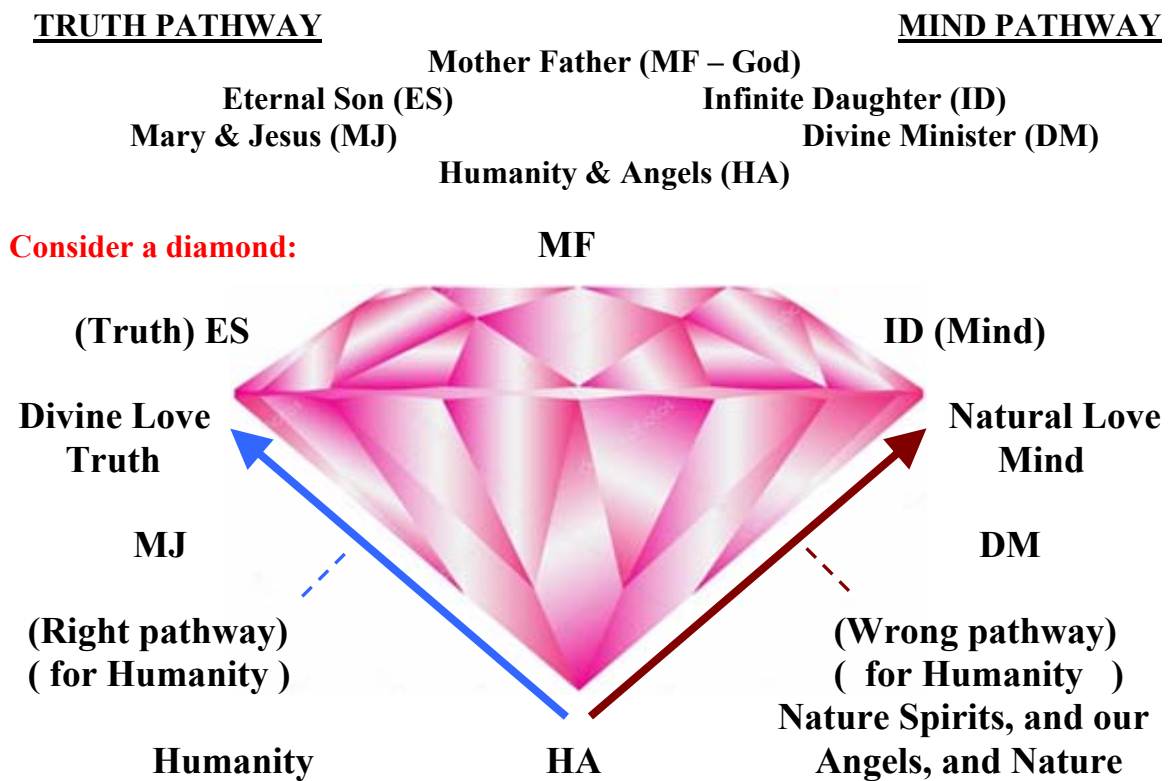 TRUTH PATHWAY MIND PATHWAY
Mother Father (MF – God)
Eternal Son (ES) Infinite Daughter (ID)
Mary & Jesus (MJ) Divine Minister (DM)
Humanity & Angels (HA)
Consider a diamond: MF
(Truth) ES ID (Mind)
Divine Love Natural Love
Truth Mind
MJ DM
(Right pathway) (Wrong pathway)
( for Humanity ) ( for Humanity )
Nature Spirits, and our
Humanity HA Angels, and Nature